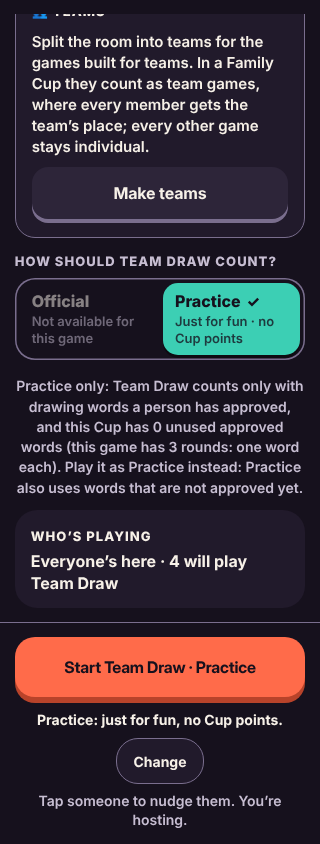 TEAMS
Split the room into teams for the
games built for teams. In a Family
Cup they count as team games,
where every member gets the
team’s place; every other game
stays individual.
Make teams
HOW SHOULD TEAM DRAW COUNT?
Official
Not available for
this game
Practice ✓
Just for fun · no
Cup points
Practice only: Team Draw counts only with
drawing words a person has approved,
and this Cup has 0 unused approved
words (this game has 3 rounds: one word
each). Play it as Practice instead: Practice
also uses words that are not approved yet.
WHO’S PLAYING
Everyone’s here · 4 will play
Team Draw
Start Team Draw · Practice
Practice: just for fun, no Cup points.
Change
Tap someone to nudge them. You’re
hosting.